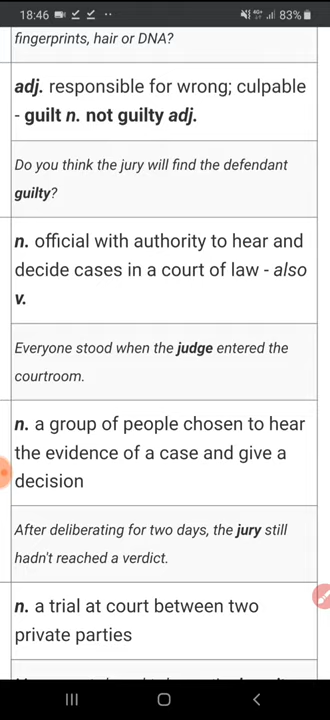 18:46
83%
fingerprints, hair or DNA?
adj. responsible for wrong; culpable
- guilt n. not guilty adj.
Do you think the jury will find the defendant
guilty?
n. official with authority to hear and
decide cases in a court of law - also
v.
Everyone stood when the judge entered the
courtroom.
n. a group of people chosen to hear
the evidence of a case and give a
decision
After deliberating for two days, the jury still
hadn't reached a verdict.
n. a trial at court between two
private parties